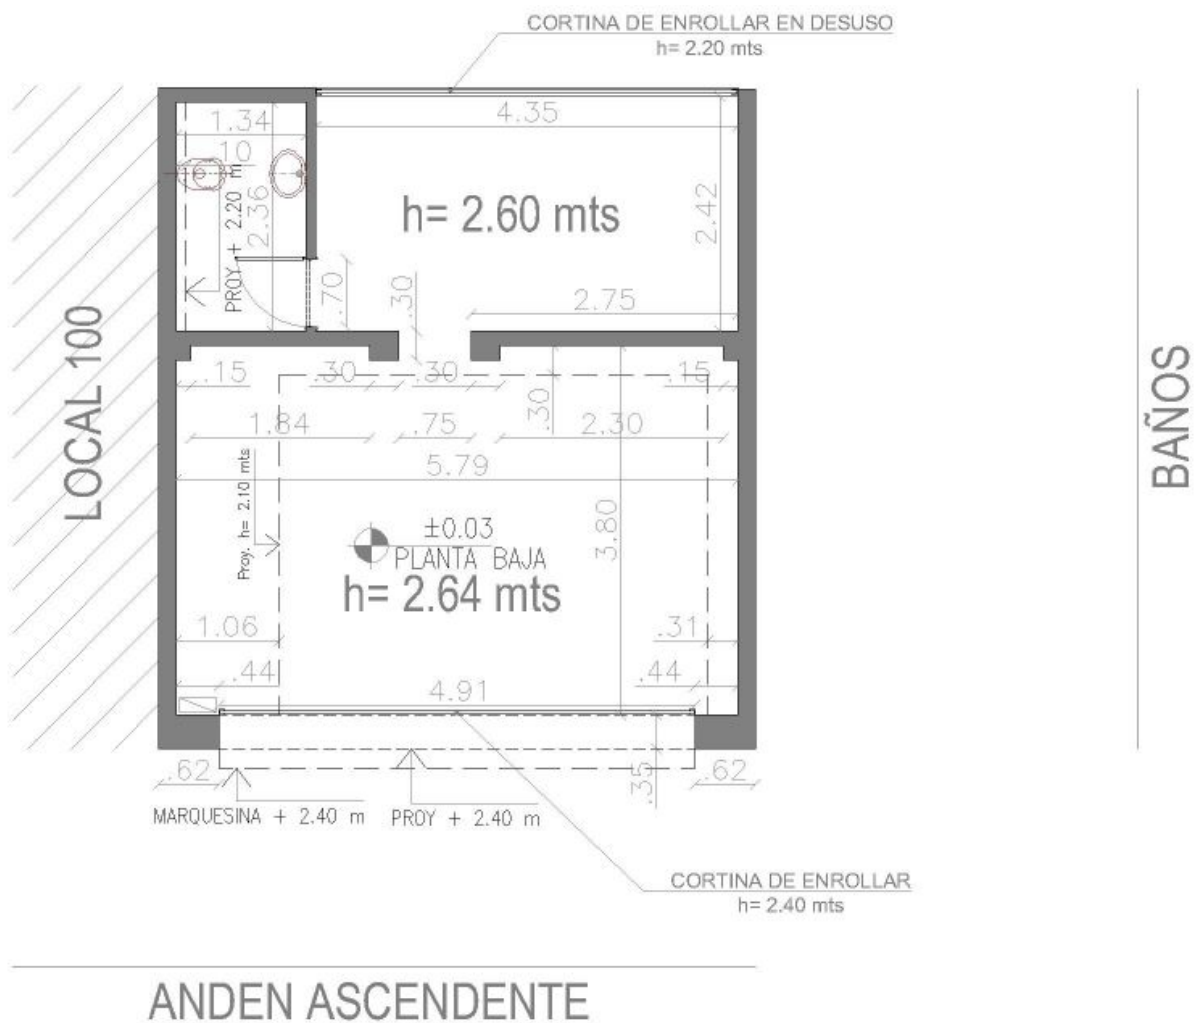 CORTINA DE ENROLLAR EN DESUSO
h= 2.20 mts
1.34
4.35
10
PROY + 2.20 m
2.36
h= 2.60 mts
2.42
.70
.30
2.75
LOCAL 100
BAÑOS
.15
.30
.30
.15
.30
1.84
.75
2.30
5.79
Proy. h= 2.10 mts
±0.03
PLANTA BAJA
3.80
h= 2.64 mts
1.06
.31
.44
4.91
.44
.62
.35
.62
MARQUESINA + 2.40 m
PROY + 2.40 m
CORTINA DE ENROLLAR
h= 2.40 mts
ANDEN ASCENDENTE